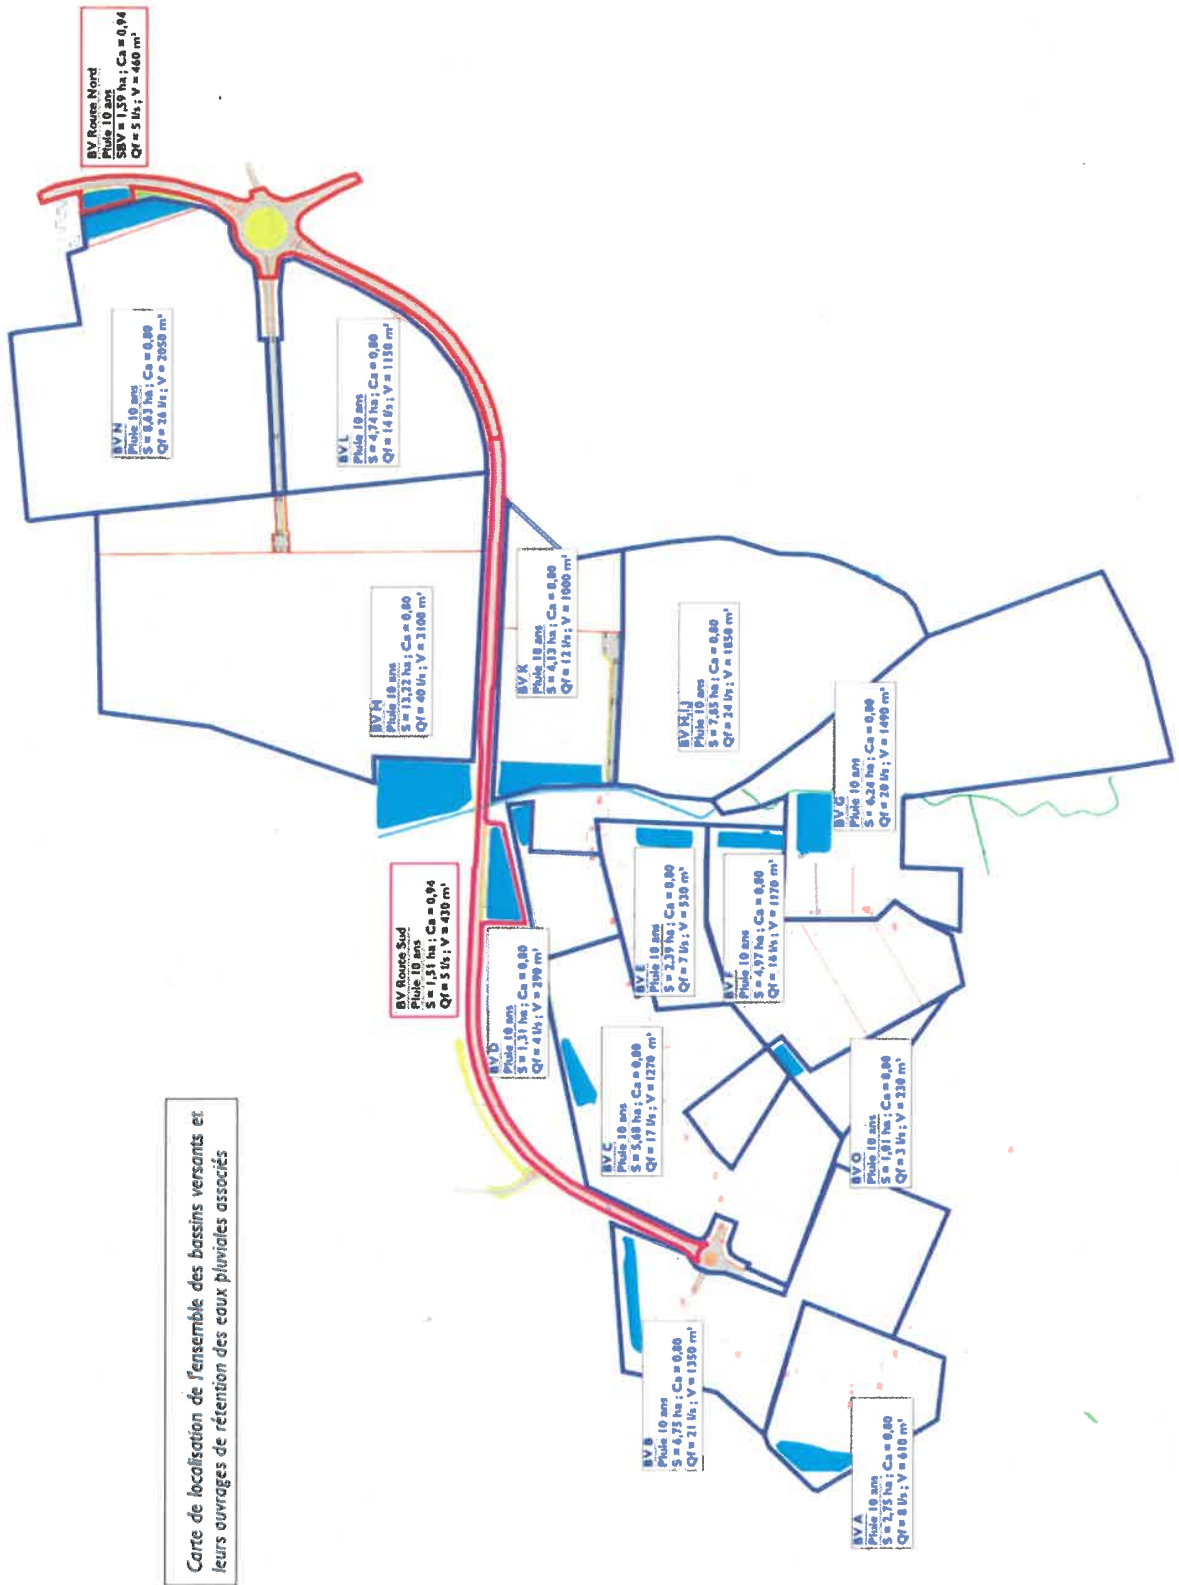 Carte de localisation de l'ensemble des bassins versants et
leurs ouvrages de rétention des eaux pluviales associés
BV Route Nord
Pluie 10 ans
SBV = 1,59 ha ; Ca = 0,94
Qf = 5 l/s ; V = 460 m³
BV N
Pluie 10 ans
S = 8,63 ha ; Ca = 0,80
Qf = 26 l/s ; V = 2050 m³
BV L
Pluie 10 ans
S = 4,74 ha ; Ca = 0,80
Qf = 14 l/s ; V = 1150 m³
BV M
Pluie 10 ans
S = 13,22 ha ; Ca = 0,80
Qf = 40 l/s ; V = 3100 m³
BV K
Pluie 10 ans
S = 4,13 ha ; Ca = 0,80
Qf = 12 l/s ; V = 1000 m³
BV H,I,J
Pluie 10 ans
S = 7,85 ha ; Ca = 0,80
Qf = 24 l/s ; V = 1850 m³
BV G
Pluie 10 ans
S = 6,24 ha ; Ca = 0,80
Qf = 20 l/s ; V = 1490 m³
BV Route Sud
Pluie 10 ans
S = 1,51 ha ; Ca = 0,94
Qf = 5 l/s ; V = 430 m³
BV D
Pluie 10 ans
S = 1,31 ha ; Ca = 0,80
Qf = 4 l/s ; V = 290 m³
BV E
Pluie 10 ans
S = 2,39 ha ; Ca = 0,80
Qf = 7 l/s ; V = 530 m³
BV F
Pluie 10 ans
S = 4,97 ha ; Ca = 0,80
Qf = 16 l/s ; V = 1170 m³
BV C
Pluie 10 ans
S = 5,68 ha ; Ca = 0,80
Qf = 17 l/s ; V = 1270 m³
BV O
Pluie 10 ans
S = 1,01 ha ; Ca = 0,80
Qf = 3 l/s ; V = 230 m³
BV B
Pluie 10 ans
S = 6,75 ha ; Ca = 0,80
Qf = 21 l/s ; V = 1350 m³
BV A
Pluie 10 ans
S = 2,75 ha ; Ca = 0,80
Qf = 8 l/s ; V = 610 m³